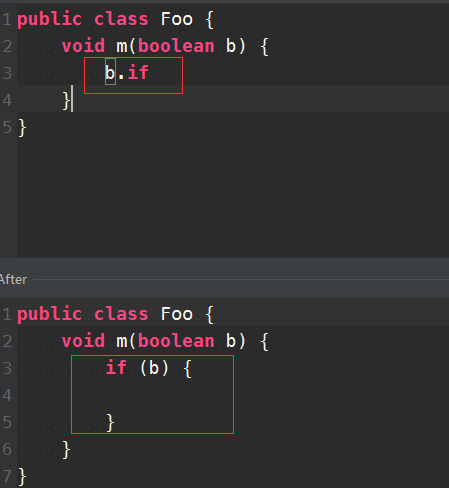 1 public class Foo {
2 void m(boolean b) {
3 b.if
4 }
5 }
After
1 public class Foo {
2 void m(boolean b) {
3 if (b) {
4
5 }
6 }
7 }